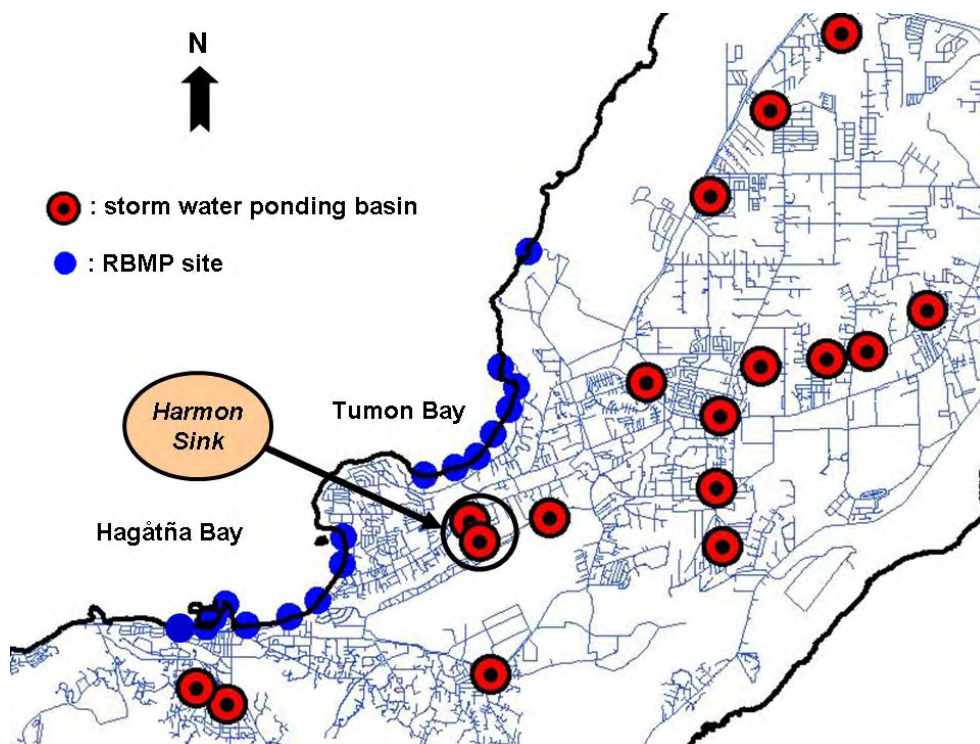 N
: storm water ponding basin
: RBMP site
Harmon
Sink
Tumon Bay
Hagåtña Bay